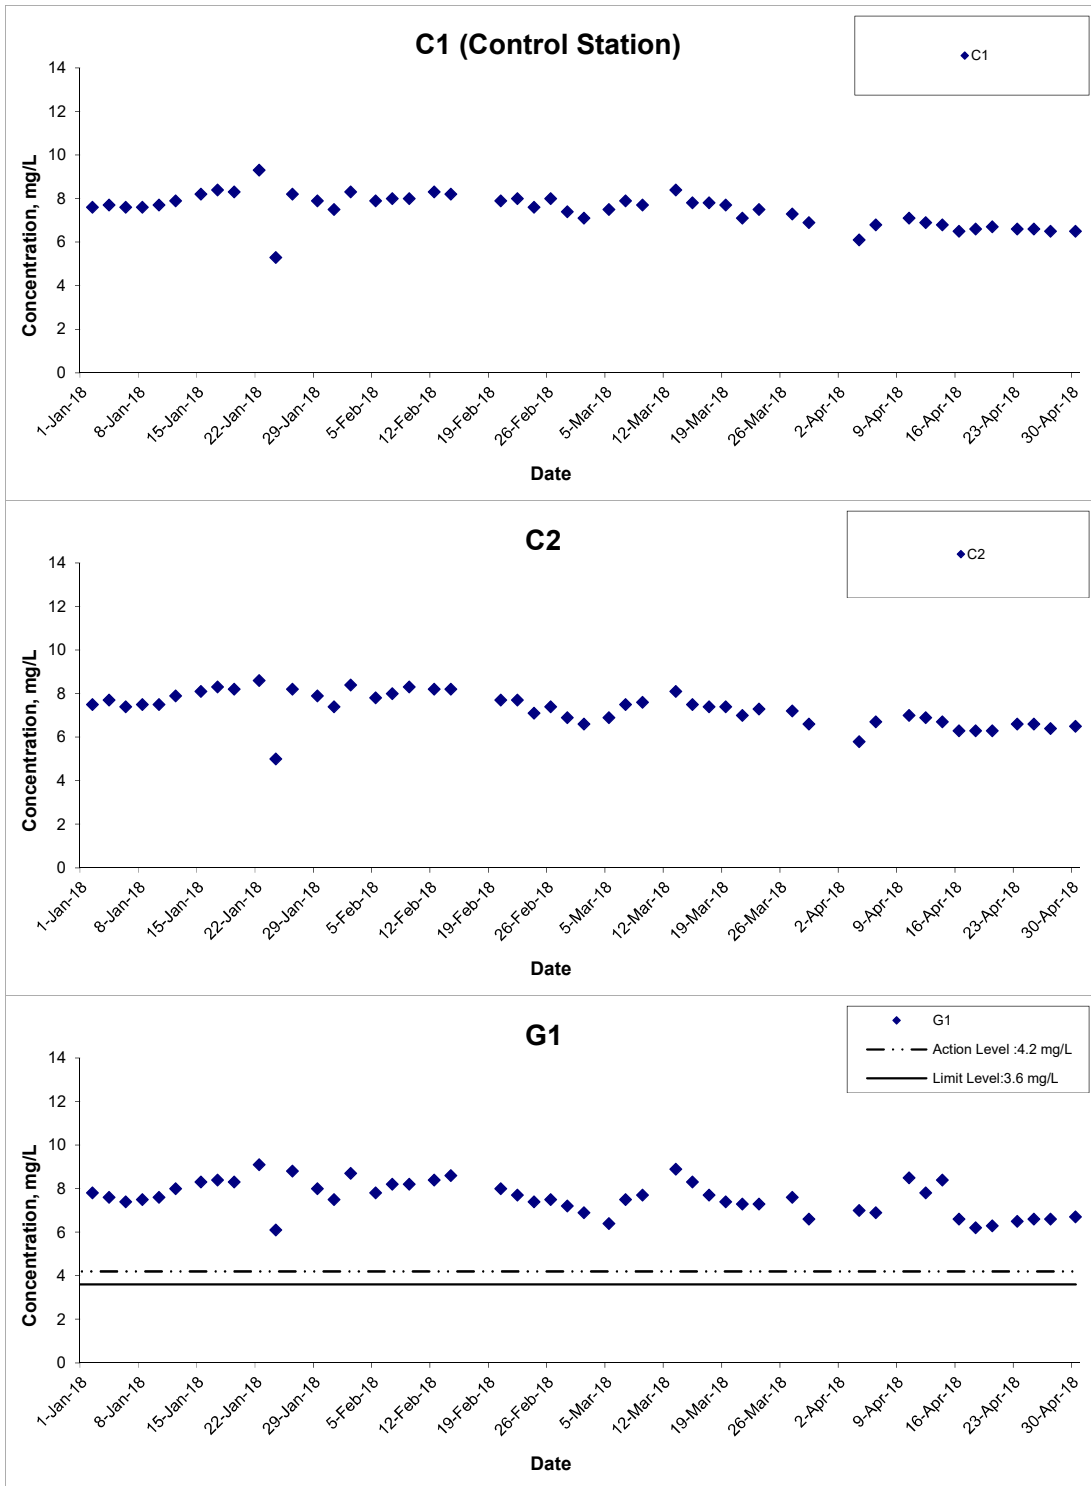 C1 (Control Station)
C1
14
12
10
8
6
4
2
0
Concentration, mg/L
1-Jan-18
8-Jan-18
15-Jan-18
22-Jan-18
29-Jan-18
5-Feb-18
12-Feb-18
19-Feb-18
26-Feb-18
5-Mar-18
12-Mar-18
19-Mar-18
26-Mar-18
2-Apr-18
9-Apr-18
16-Apr-18
23-Apr-18
30-Apr-18
Date
C2
C2
14
12
10
8
6
4
2
0
Concentration, mg/L
1-Jan-18
8-Jan-18
15-Jan-18
22-Jan-18
29-Jan-18
5-Feb-18
12-Feb-18
19-Feb-18
26-Feb-18
5-Mar-18
12-Mar-18
19-Mar-18
26-Mar-18
2-Apr-18
9-Apr-18
16-Apr-18
23-Apr-18
30-Apr-18
Date
G1
G1
Action Level :4.2 mg/L
Limit Level:3.6 mg/L
14
12
10
8
6
4
2
0
Concentration, mg/L
1-Jan-18
8-Jan-18
15-Jan-18
22-Jan-18
29-Jan-18
5-Feb-18
12-Feb-18
19-Feb-18
26-Feb-18
5-Mar-18
12-Mar-18
19-Mar-18
26-Mar-18
2-Apr-18
9-Apr-18
16-Apr-18
23-Apr-18
30-Apr-18
Date